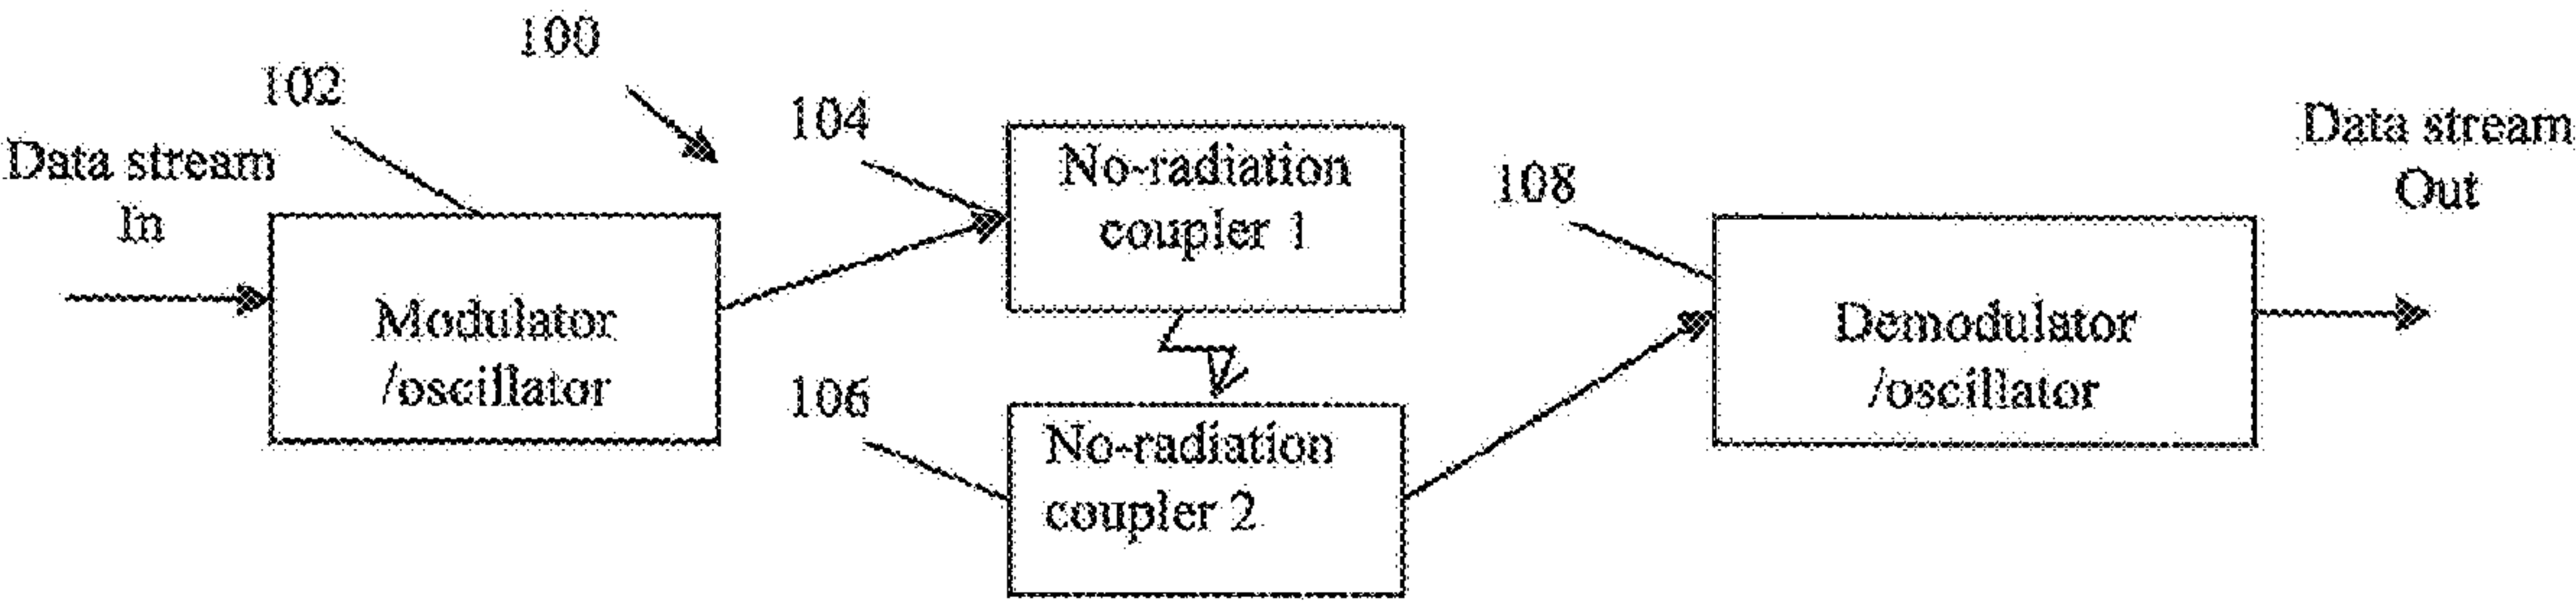 100
102
Data stream
In
Modulator
/oscillator
104
No-radiation
coupler 1
106
No-radiation
coupler 2
108
Demodulator
/oscillator
Data stream
Out